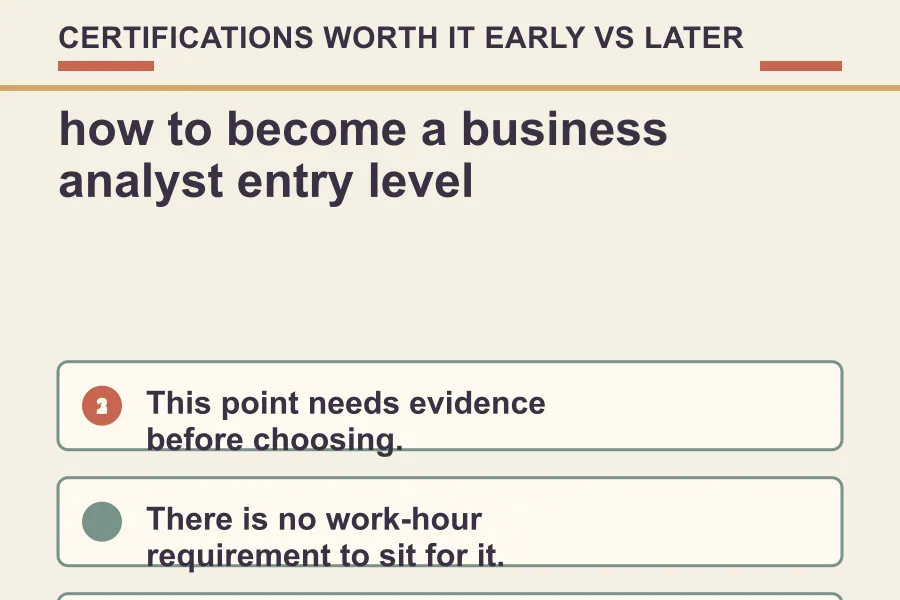 CERTIFICATIONS WORTH IT EARLY VS LATER
how to become a business
analyst entry level
This point needs evidence
before choosing.
There is no work-hour
requirement to sit for it.